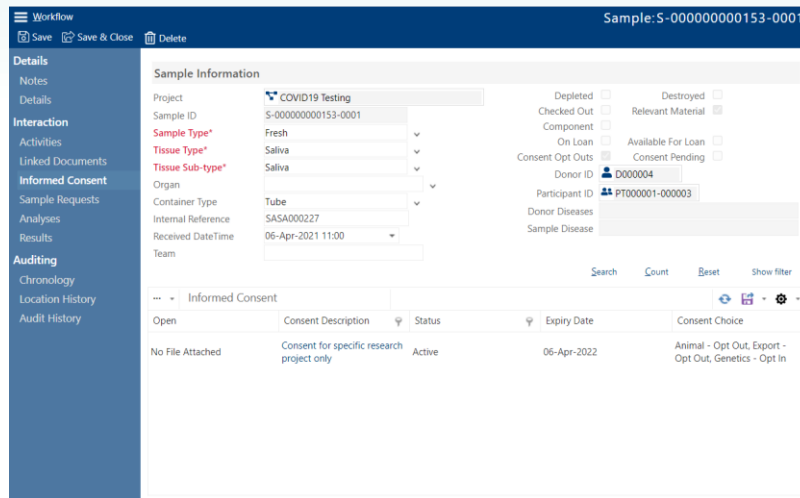 Workflow
Sample:S-000000000153-0001
Save Save & Close Delete
Details
Notes
Details
Interaction
Activities
Linked Documents
Informed Consent
Sample Requests
Analyses
Results
Auditing
Chronology
Location History
Audit History
Sample Information
Project COVID19 Testing
Sample ID S-000000000153-0001
Sample Type* Fresh
Tissue Type* Saliva
Tissue Sub-type* Saliva
Organ
Container Type Tube
Internal Reference SASA000227
Received DateTime 06-Apr-2021 11:00
Team
Depleted Destroyed
Checked Out Relevant Material
Component
On Loan Available For Loan
Consent Opt Outs Consent Pending
Donor ID D000004
Participant ID PT000001-000003
Donor Diseases
Sample Disease
Search Count Reset Show filter
... Informed Consent
Open Consent Description Status Expiry Date Consent Choice
No File Attached Consent for specific research project only Active 06-Apr-2022 Animal - Opt Out, Export - Opt Out, Genetics - Opt In